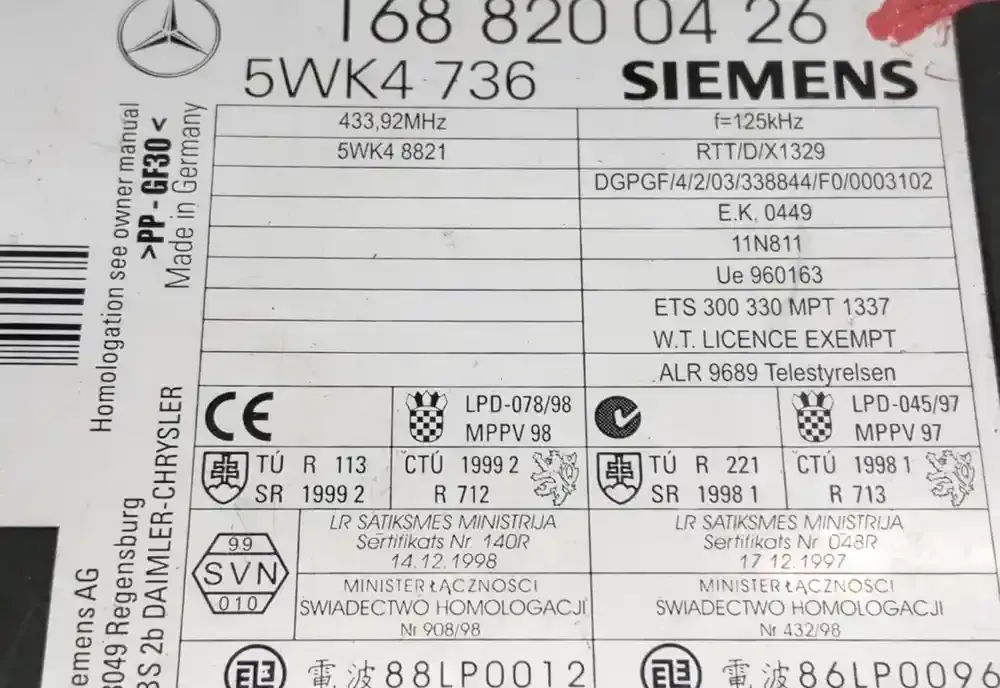 168 820 04 26
5WK4 736 SIEMENS
433,92MHz f=125kHz
5WK4 8821 RTT/D/X1329
DGPGF/4/2/03/338844/F0/0003102
E.K. 0449
11N811
Ue 960163
ETS 300 330 MPT 1337
W.T. LICENCE EXEMPT
ALR 9689 Telestyrelsen
CE LPD-078/98 LPD-045/97
MPPV 98 MPPV 97
TÚ R 113 CTÚ 1999 2 TÚ R 221 CTÚ 1998 1
SR 1999 2 R 712 SR 1998 1 R 713
LR SATIKSMES MINISTRIJA LR SATIKSMES MINISTRIJA
Sertifikats Nr. 140R Sertifikats Nr 048R
14.12.1998 17 12.1997
99
SVN
010
MINISTER ŁĄCZNOŚCI MINISTER ŁĄCZNOŚCI
ŚWIADECTWO HOMOLOGACJI ŚWIADECTWO HOMOLOGACJI
Nr 908/98 Nr 432/98
電波88LP0012 電波86LP0096
Homologation see owner manual
>PP-GF30<
Made in Germany
emens AG
3049 Regensburg
BS 2b DAIMLER-CHRYSLER